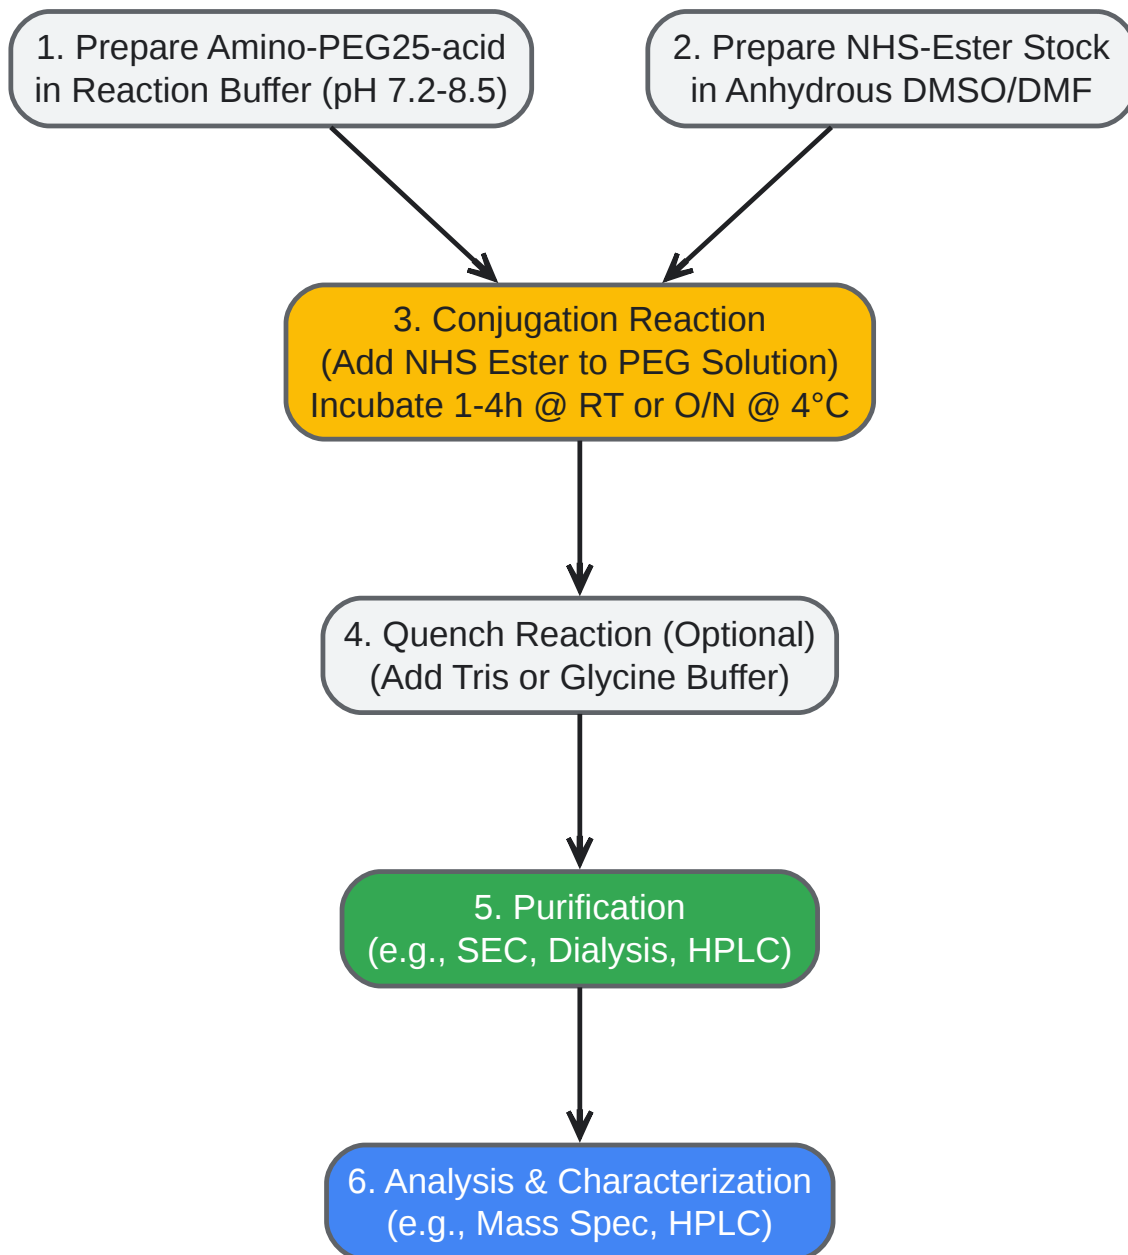 1. Prepare Amino-PEG25-acid
in Reaction Buffer (pH 7.2-8.5)
2. Prepare NHS-Ester Stock
in Anhydrous DMSO/DMF
3. Conjugation Reaction
(Add NHS Ester to PEG Solution)
Incubate 1-4h @ RT or O/N @ 4°C
4. Quench Reaction (Optional)
(Add Tris or Glycine Buffer)
5. Purification
(e.g., SEC, Dialysis, HPLC)
6. Analysis & Characterization
(e.g., Mass Spec, HPLC)